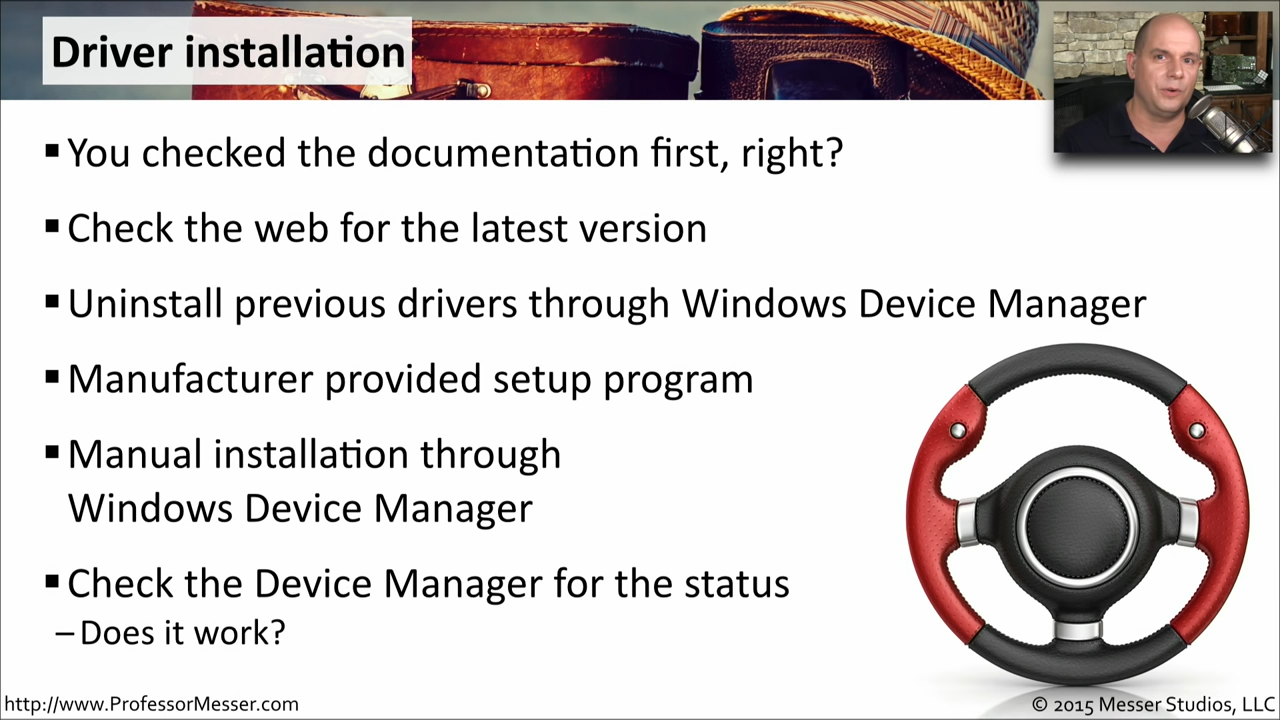 Driver installation
▪ You checked the documentation first, right?
▪ Check the web for the latest version
▪ Uninstall previous drivers through Windows Device Manager
▪ Manufacturer provided setup program
▪ Manual installation through
Windows Device Manager
▪ Check the Device Manager for the status
– Does it work?
http://www.ProfessorMesser.com
© 2015 Messer Studios, LLC